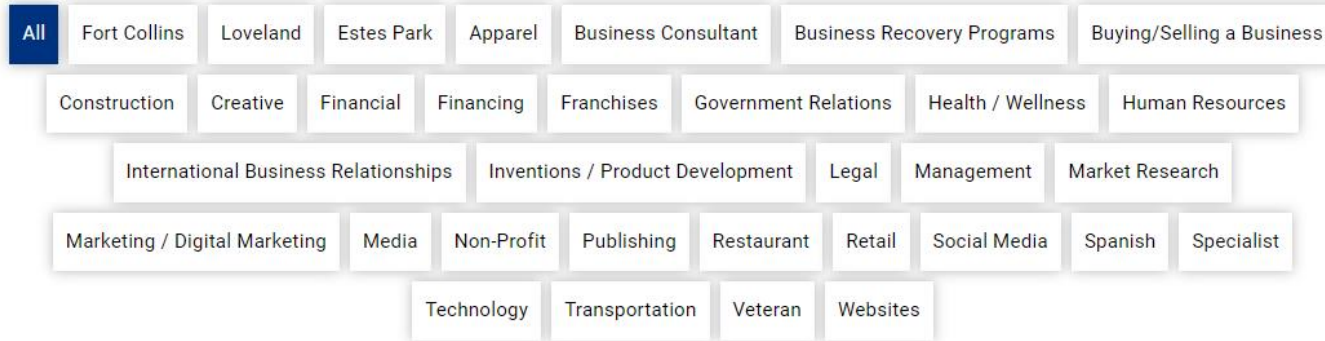 All Fort Collins Loveland Estes Park Apparel Business Consultant Business Recovery Programs Buying/Selling a Business
Construction Creative Financial Financing Franchises Government Relations Health / Wellness Human Resources
International Business Relationships Inventions / Product Development Legal Management Market Research
Marketing / Digital Marketing Media Non-Profit Publishing Restaurant Retail Social Media Spanish Specialist
Technology Transportation Veteran Websites